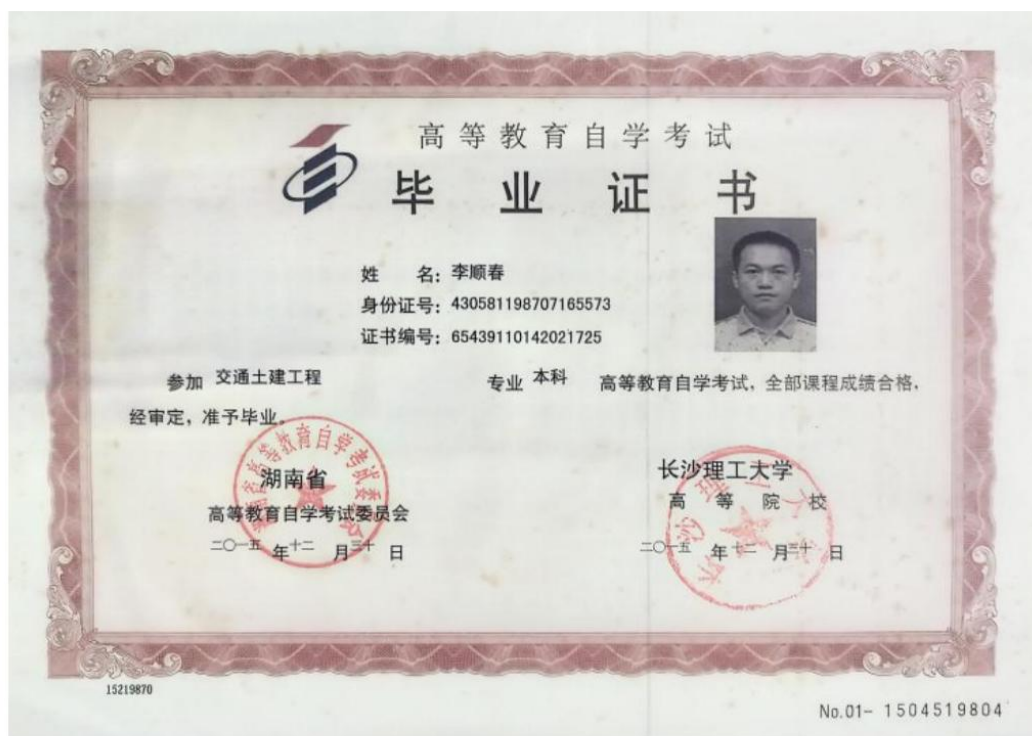 高等教育自学考试
毕业证书
姓 名：李顺春
身份证号：430581198707165573
证书编号：65439110142021725
参加 交通土建工程 专业 本科 高等教育自学考试，全部课程成绩合格，
经审定，准予毕业。
湖南省
高等教育自学考试委员会
二〇一五 年 十二 月 三十 日
长沙理工大学
高等院校
二〇一五 年 十二 月 三十 日
15219870
No.01- 1504519804